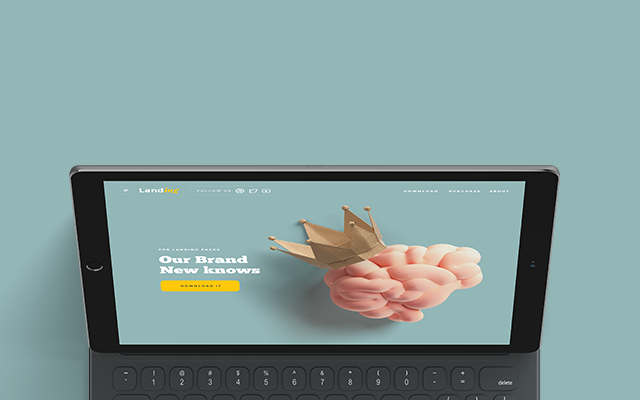 Landing
FOLLOW US
DOWNLOAD PURCHASE ABOUT
FOR LANDING PAGES
Our Brand
New knows
DOWNLOAD IT
~ ! @ # $ % ^ & * ( ) _ +
` 1 2 3 4 5 6 7 8 9 0 - = delete